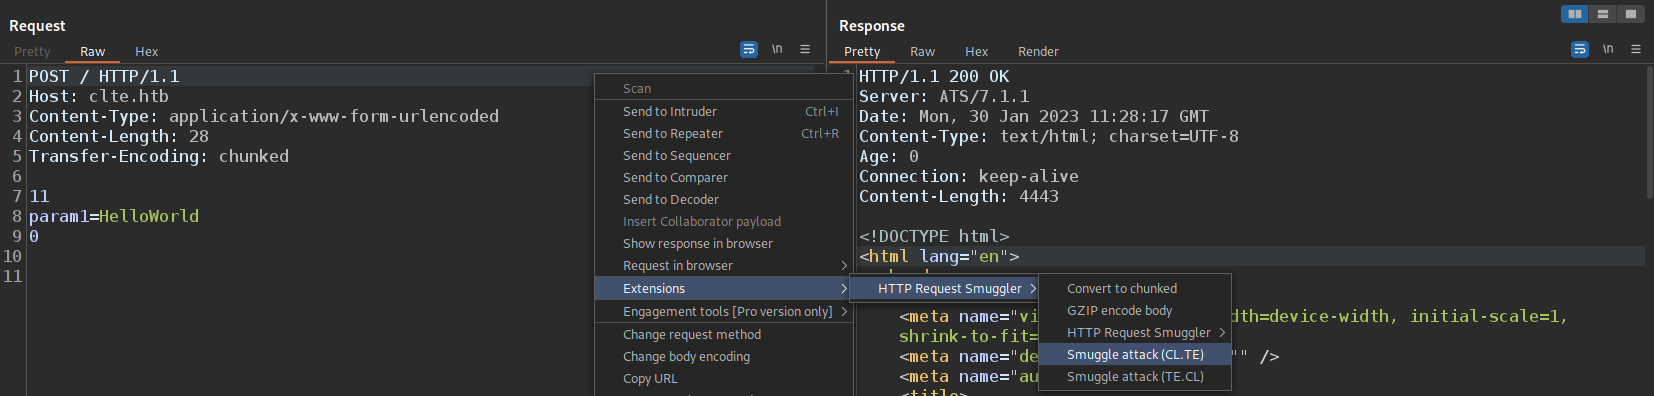 Request
Pretty Raw Hex \n
1 POST / HTTP/1.1
2 Host: clte.htb
3 Content-Type: application/x-www-form-urlencoded
4 Content-Length: 28
5 Transfer-Encoding: chunked
6
7 11
8 param1=HelloWorld
9 0
10
11
Scan
Send to Intruder Ctrl+I
Send to Repeater Ctrl+R
Send to Sequencer
Send to Comparer
Send to Decoder
Insert Collaborator payload
Show response in browser
Request in browser
Extensions
Engagement tools [Pro version only]
Change request method
Change body encoding
Copy URL
HTTP Request Smuggler
Convert to chunked
GZIP encode body
HTTP Request Smuggler
Smuggle attack (CL.TE)
Smuggle attack (TE.CL)
Response
Pretty Raw Hex Render \n
HTTP/1.1 200 OK
Server: ATS/7.1.1
Date: Mon, 30 Jan 2023 11:28:17 GMT
Content-Type: text/html; charset=UTF-8
Age: 0
Connection: keep-alive
Content-Length: 4443
<!DOCTYPE html>
<html lang="en">
<meta name="vi dth=device-width, initial-scale=1,
shrink-to-fit=
<meta name="de "" />
<meta name="au
<title>